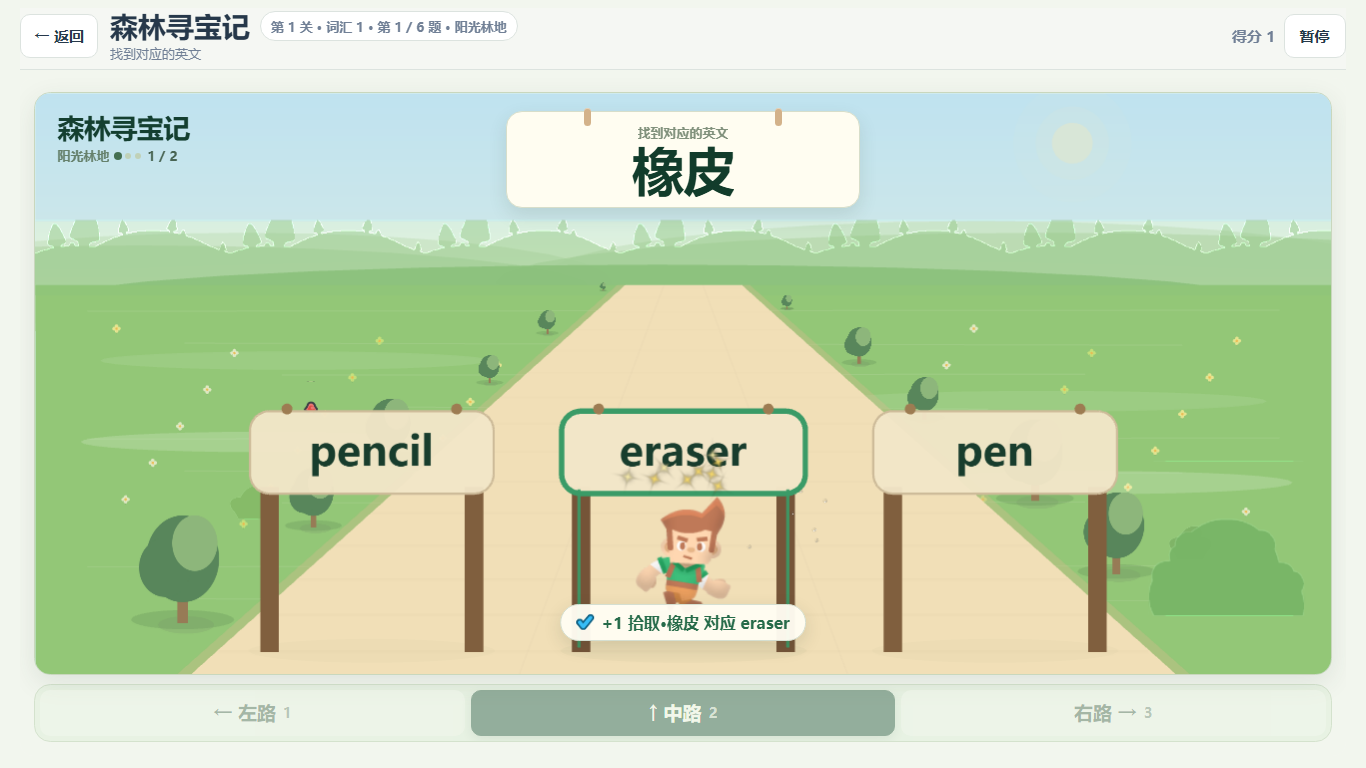 ← 返回
森林寻宝记
第 1 关 • 词汇 1 • 第 1 / 6 题 • 阳光林地
找到对应的英文
得分 1
暂停
森林寻宝记
阳光林地 1 / 2
找到对应的英文
橡皮
pencil
eraser
pen
+1 拾取•橡皮 对应 eraser
← 左路 1
↑ 中路 2
右路 → 3